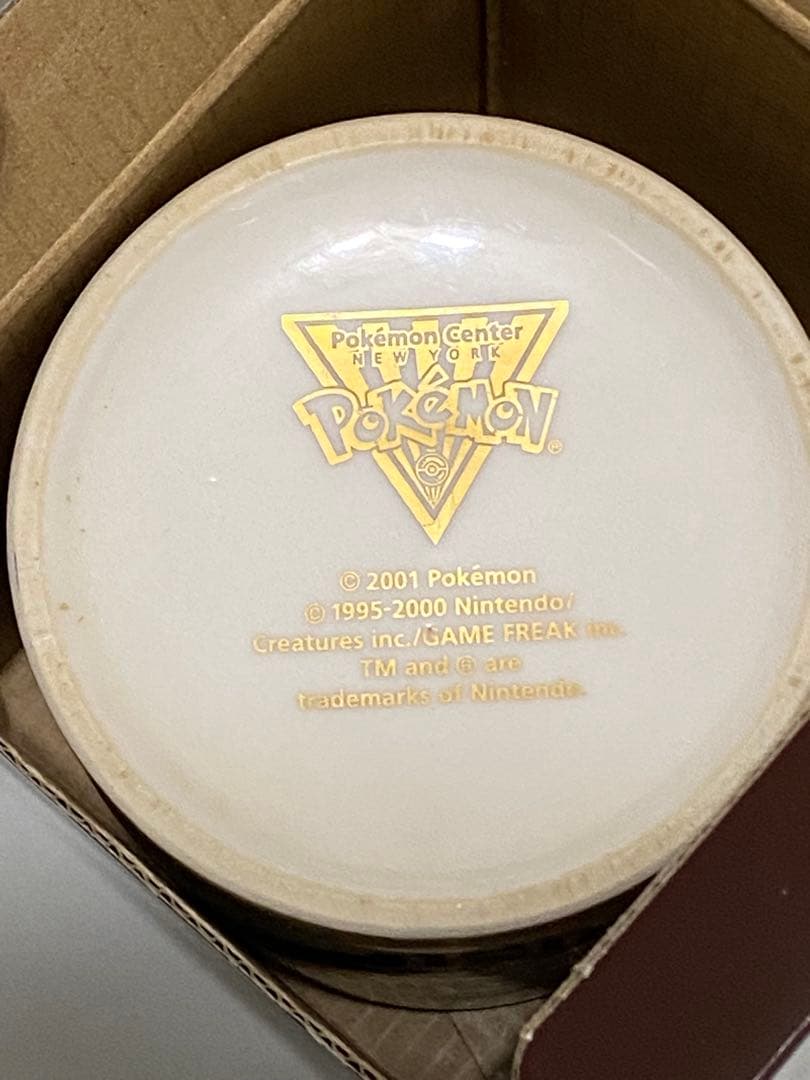 Pokémon Center
NEW YORK
POKéMON®
© 2001 Pokémon
© 1995-2000 Nintendo/
Creatures inc./GAME FREAK inc.
TM and ® are
trademarks of Nintendo.